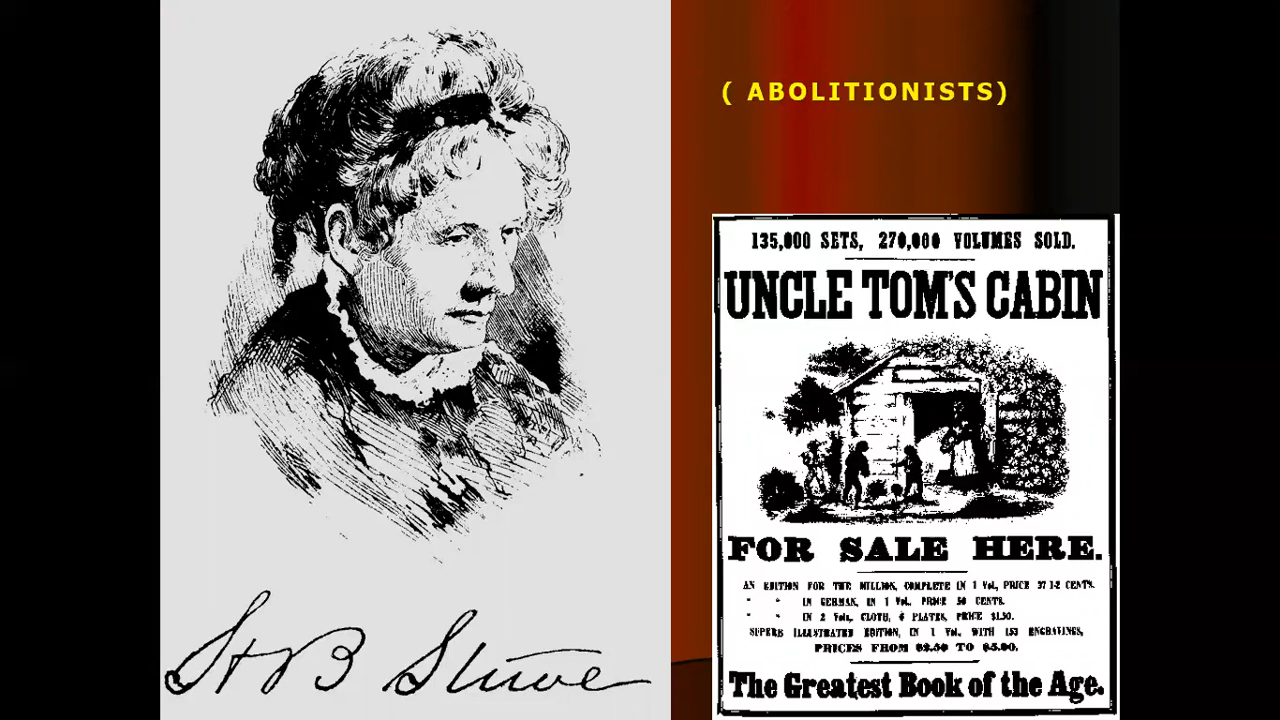 ( ABOLITIONISTS)
135,000 SETS, 270,000 VOLUMES SOLD.
UNCLE TOM'S CABIN
FOR SALE HERE.
AN EDITION FOR THE MILLION, COMPLETE IN 1 Vol, PRICE 37 1-2 CENTS.
" " IN GERMAN, IN 1 Vol. PRICE 50 CENTS.
" " IN 2 Vols, CLOTH, 6 PLATES, PRICE $1.50.
SUPERB ILLUSTRATED EDITION, IN 1 Vol. WITH 153 ENGRAVINGS,
PRICES FROM $2.50 TO $5.00.
The Greatest Book of the Age.
H B Stowe